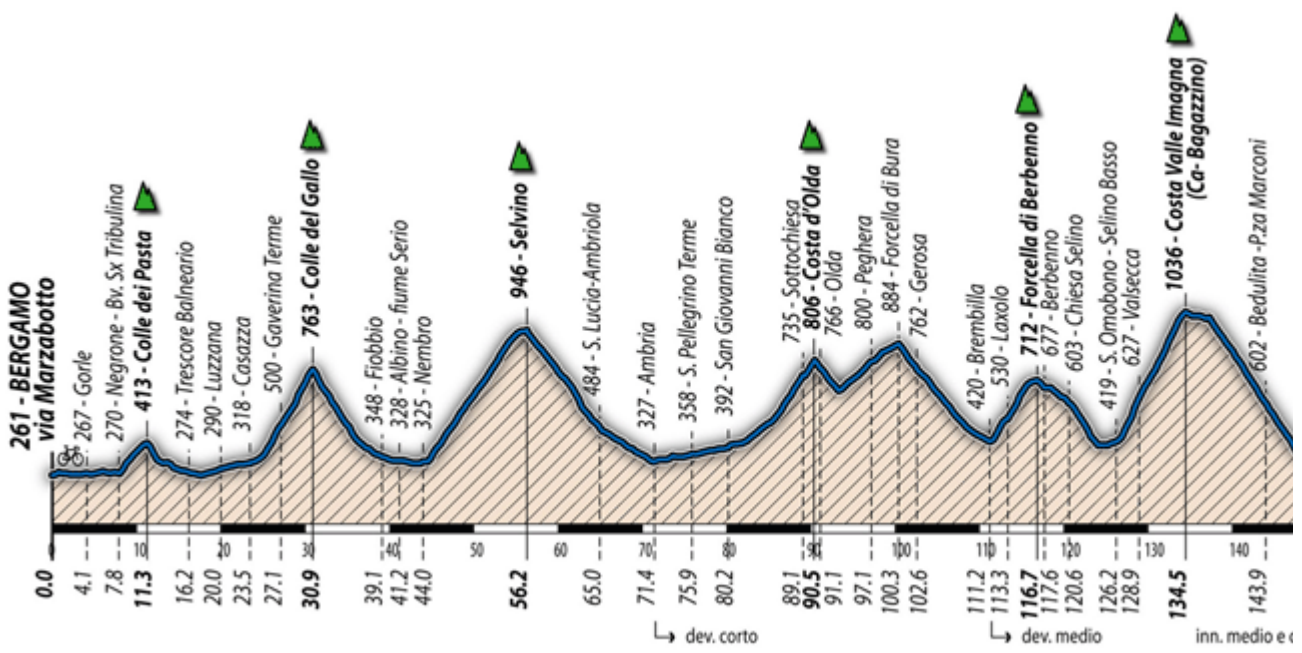 261 - BERGAMO
via Marzabotto
267 - Gorle
270 - Negrone - Bv. Sx Tribulina
413 - Colle dei Pasta
274 - Trescore Balneario
290 - Luzzana
318 - Casazza
500 - Gaverina Terme
763 - Colle del Gallo
348 - Fiobbio
328 - Albino - fiume Serio
325 - Nembro
946 - Selvino
484 - S. Lucia-Ambriola
327 - Ambria
358 - S. Pellegrino Terme
392 - San Giovanni Bianco
735 - Sottochiesa
806 - Costa d'Olda
766 - Olda
800 - Peghera
884 - Forcella di Bura
762 - Gerosa
420 - Brembilla
530 - Laxolo
712 - Forcella di Berbenno
677 - Berbenno
603 - Chiesa Selino
419 - S. Omobono - Selino Basso
627 - Valsecca
1036 - Costa Valle Imagna
(Ca- Bagazzino)
602 - Bedulita -P.za Marconi
0 10 20 30 40 50 60 70 80 90 100 110 120 130 140
0.0 4.1 7.8 11.3 16.2 20.0 23.5 27.1 30.9 39.1 41.2 44.0 56.2 65.0 71.4 75.9 80.2 89.1 90.5 91.1 97.1 100.3 102.6 111.2 113.3 116.7 117.6 120.6 126.2 128.9 134.5 143.9
dev. corto
dev. medio
inn. medio e